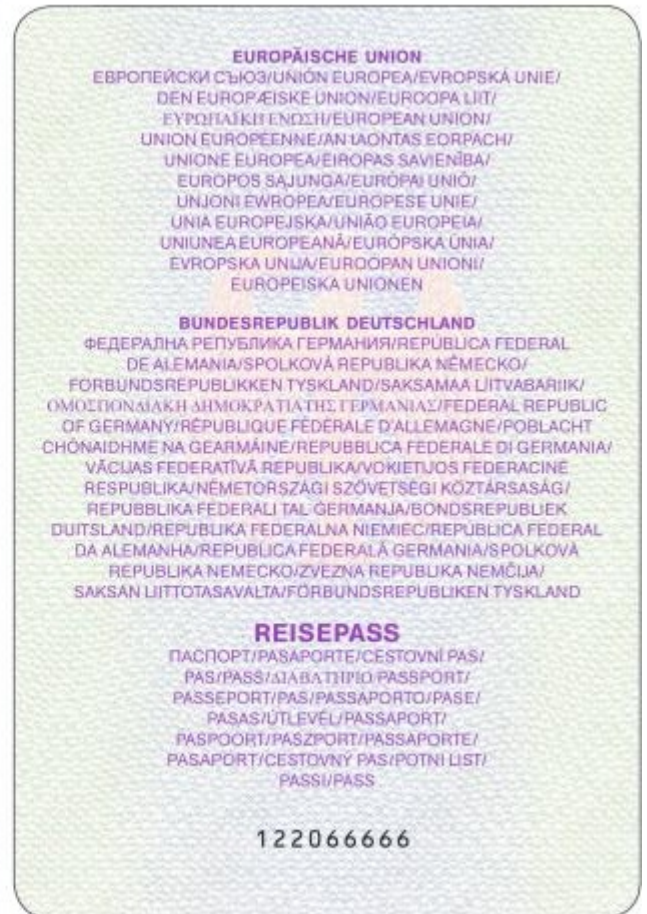 EUROPÄISCHE UNION
ЕВРОПЕЙСКИ СЪЮЗ/UNIÓN EUROPEA/EVROPSKÁ UNIE/
DEN EUROPÆISKE UNION/EUROOPA LIIT/
ΕΥΡΩΠΑΪΚΗ ΕΝΩΣΗ/EUROPEAN UNION/
UNION EUROPÉENNE/AN tAONTAS EORPACH/
UNIONE EUROPEA/EIROPAS SAVIENĪBA/
EUROPOS SĄJUNGA/EURÓPAI UNIÓ/
UNJONI EWROPEA/EUROPESE UNIE/
UNIA EUROPEJSKA/UNIÃO EUROPEIA/
UNIUNEA EUROPEANĂ/EURÓPSKA ÚNIA/
EVROPSKA UNIJA/EUROOPAN UNIONI/
EUROPEISKA UNIONEN
BUNDESREPUBLIK DEUTSCHLAND
ФЕДЕРАЛНА РЕПУБЛИКА ГЕРМАНИЯ/REPÚBLICA FEDERAL
DE ALEMANIA/SPOLKOVÁ REPUBLIKA NĚMECKO/
FORBUNDSREPUBLIKKEN TYSKLAND/SAKSAMAA LIITVABARIIK/
ΟΜΟΣΠΟΝΔΙΑΚΗ ΔΗΜΟΚΡΑΤΙΑ ΤΗΣ ΓΕΡΜΑΝΙΑΣ/FEDERAL REPUBLIC
OF GERMANY/RÉPUBLIQUE FÉDÉRALE D'ALLEMAGNE/POBLACHT
CHÓNAIDHME NA GEARMÁINE/REPUBBLICA FEDERALE DI GERMANIA/
VĀCIJAS FEDERATĪVĀ REPUBLIKA/VOKIETIJOS FEDERACINĖ
RESPUBLIKA/NÉMETORSZÁGI SZÖVETSÉGI KÖZTÁRSASÁG/
REPUBBLIKA FEDERALI TAL ĠERMANJA/BONDSREPUBLIEK
DUITSLAND/REPUBLIKA FEDERALNA NIEMIEC/REPÚBLICA FEDERAL
DA ALEMANHA/REPUBLICA FEDERALĂ GERMANIA/SPOLKOVÁ
REPUBLIKA NEMECKO/ZVEZNA REPUBLIKA NEMČIJA/
SAKSAN LIITTOTASAVALTA/FÖRBUNDSREPUBLIKEN TYSKLAND
REISEPASS
ПАСПОРТ/PASAPORTE/CESTOVNÍ PAS/
PAS/PASS/ΔΙΑΒΑΤΗΡΙΟ/PASSPORT/
PASSEPORT/PAS/PASSAPORTO/PASE/
PASAS/ÚTLEVÉL/PASSAPORT/
PASPOORT/PASZPORT/PASSAPORTE/
PASAPORT/CESTOVNÝ PAS/POTNI LIST/
PASSI/PASS
122066666